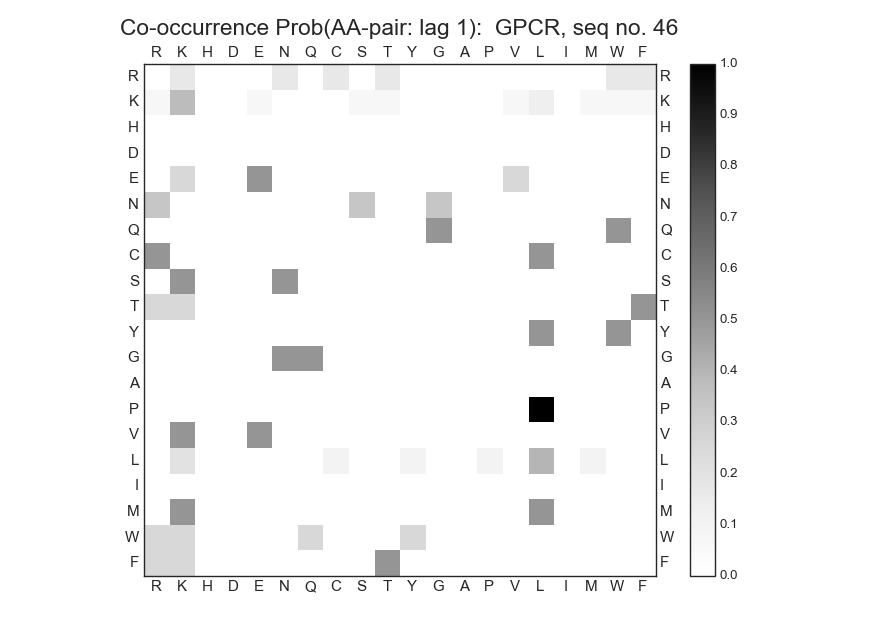 Co-occurrence Prob(AA-pair: lag 1):  GPCR, seq no. 46
R K H D E N Q C S T Y G A P V L I M W F
R R 1.0
K K 0.9
H H
D D 0.8
E E
N N 0.7
Q Q
C C 0.6
S S
T T 0.5
Y Y
G G 0.4
A A
P P 0.3
V V
L L 0.2
I I
M M 0.1
W W
F F 0.0
R K H D E N Q C S T Y G A P V L I M W F